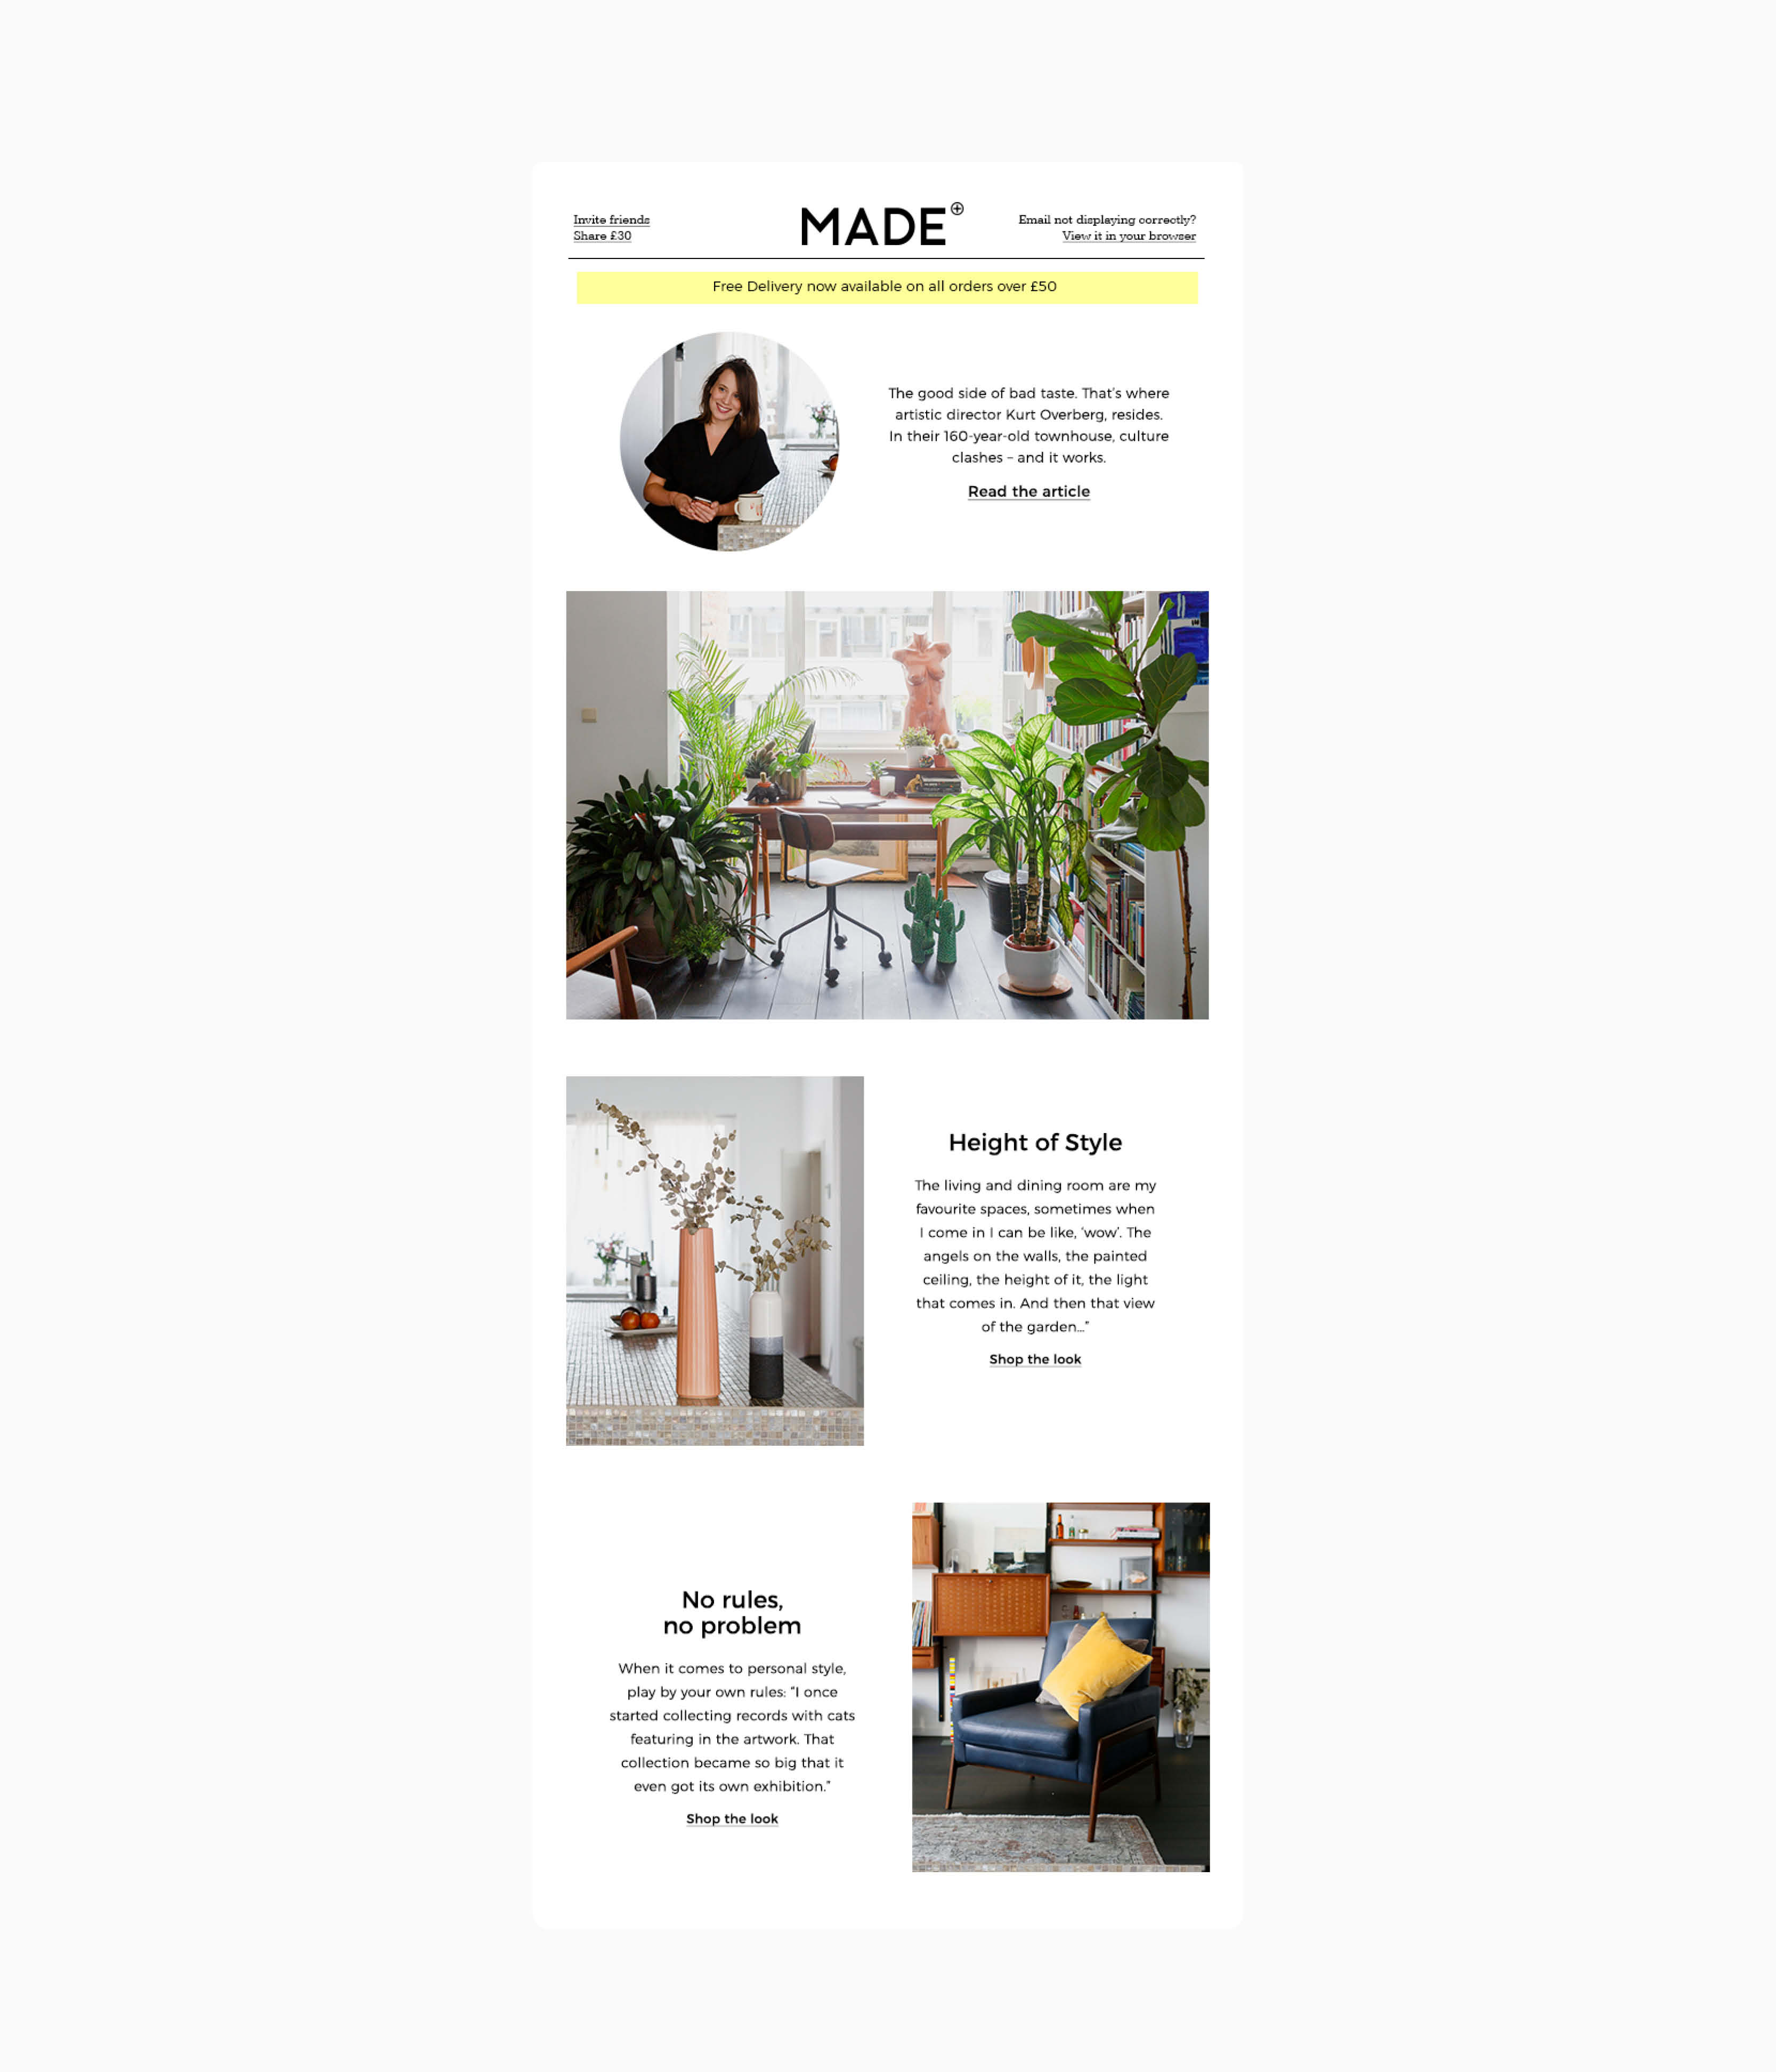 Invite friends
Share £30
MADE
Email not displaying correctly?
View it in your browser
Free Delivery now available on all orders over £50
The good side of bad taste. That's where
artistic director Kurt Overberg, resides.
In their 160-year-old townhouse, culture
clashes – and it works.
Read the article
Height of Style
The living and dining room are my
favourite spaces, sometimes when
I come in I can be like, ‘wow’. The
angels on the walls, the painted
ceiling, the height of it, the light
that comes in. And then that view
of the garden...”
Shop the look
No rules,
no problem
When it comes to personal style,
play by your own rules: “I once
started collecting records with cats
featuring in the artwork. That
collection became so big that it
even got its own exhibition.”
Shop the look